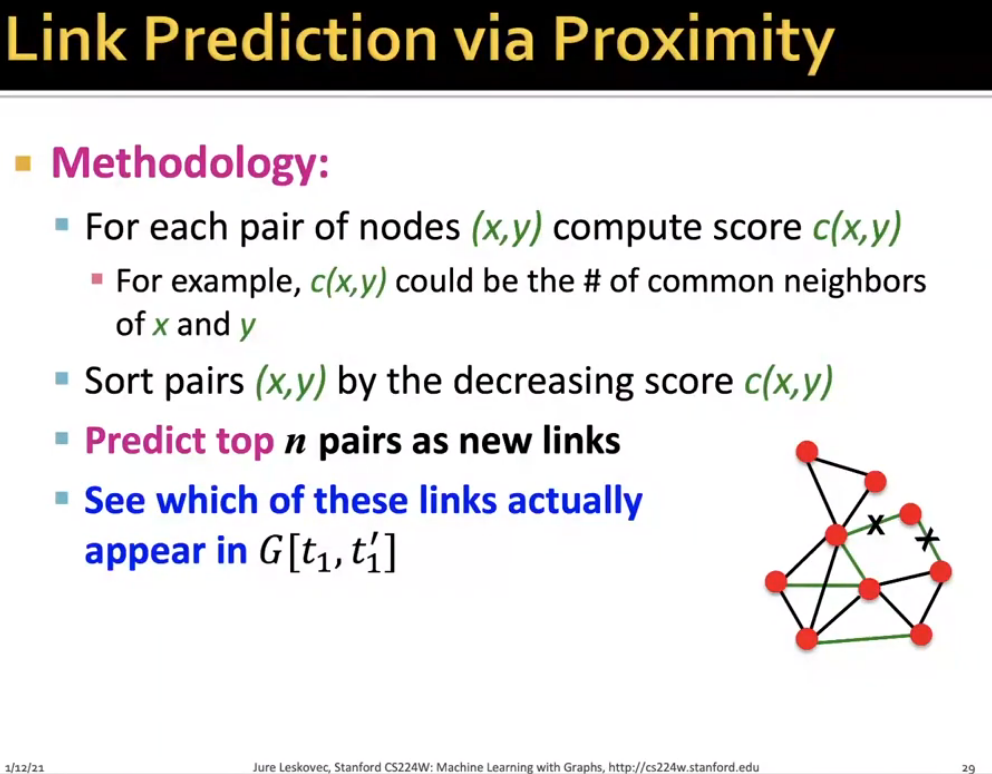 Link Prediction via Proximity
Methodology:
For each pair of nodes (x,y) compute score c(x,y)
For example, c(x,y) could be the # of common neighbors
of x and y
Sort pairs (x,y) by the decreasing score c(x,y)
Predict top n pairs as new links
See which of these links actually
appear in G[t₁, t₁′]
X
X
1/12/21
Jure Leskovec, Stanford CS224W: Machine Learning with Graphs, http://cs224w.stanford.edu
29